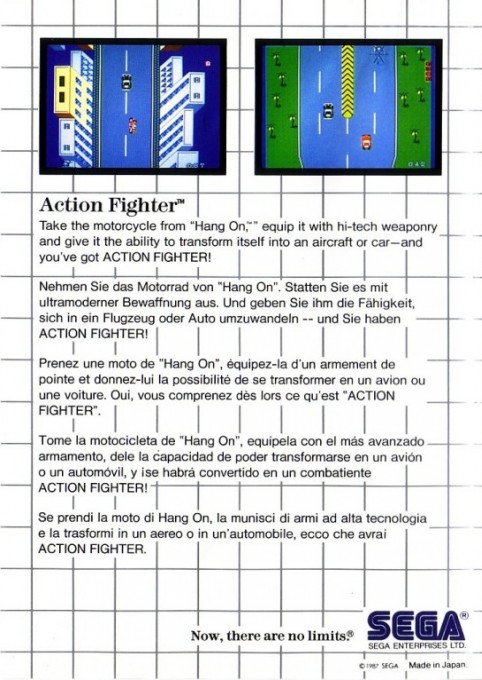 Action Fighter™
Take the motorcycle from "Hang On,™" equip it with hi-tech weaponry
and give it the ability to transform itself into an aircraft or car—and
you've got ACTION FIGHTER!
Nehmen Sie das Motorrad von "Hang On". Statten Sie es mit
ultramoderner Bewaffnung aus. Und geben Sie ihm die Fähigkeit,
sich in ein Flugzeug oder Auto umzuwandeln -- und Sie haben
ACTION FIGHTER!
Prenez une moto de "Hang On", équipez-la d'un armement de
pointe et donnez-lui la possibilité de se transformer en un avion ou
une voiture. Oui, vous comprenez dès lors ce qu'est "ACTION
FIGHTER".
Tome la motocicleta de "Hang On", equípela con el más avanzado
armamento, dele la capacidad de poder transformarse en un avión
o un automóvil, y ise habrá convertido en un combatiente
ACTION FIGHTER!
Se prendi la moto di Hang On, la munisci di armi ad alta tecnologia
e la trasformi in un aereo o in un'automobile, ecco che avrai
ACTION FIGHTER.
Now, there are no limits.®
SEGA®
SEGA ENTERPRISES LTD.
©1987 SEGA Made in Japan.